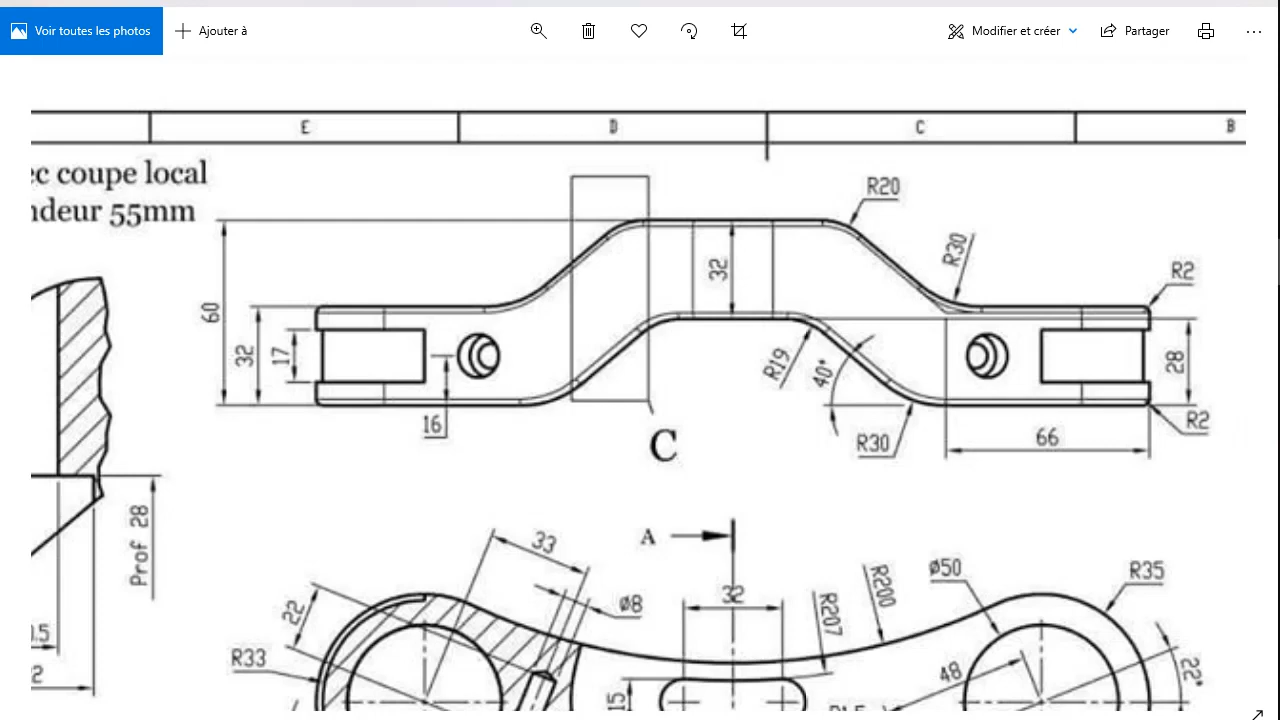 Voir toutes les photos
Ajouter à
Modifier et créer
Partager
E
D
C
B
ec coupe local
ndeur 55mm
R20
R30
R2
60
32
17
32
R19
40°
28
16
R30
66
R2
C
Prof 28
A
33
Ø8
32
R207
R200
Ø50
R35
22
R33
48
22°
15
.5
2